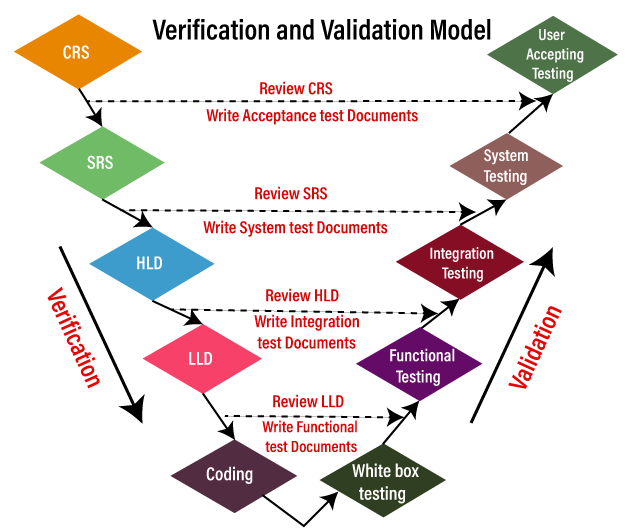 Verification and Validation Model
CRS
User
Accepting
Testing
Review CRS
Write Acceptance test Documents
SRS
System
Testing
Review SRS
Write System test Documents
HLD
Integration
Testing
Review HLD
Write Integration
test Documents
Verification
Validation
LLD
Functional
Testing
Review LLD
Write Functional
test Documents
Coding
White box
testing